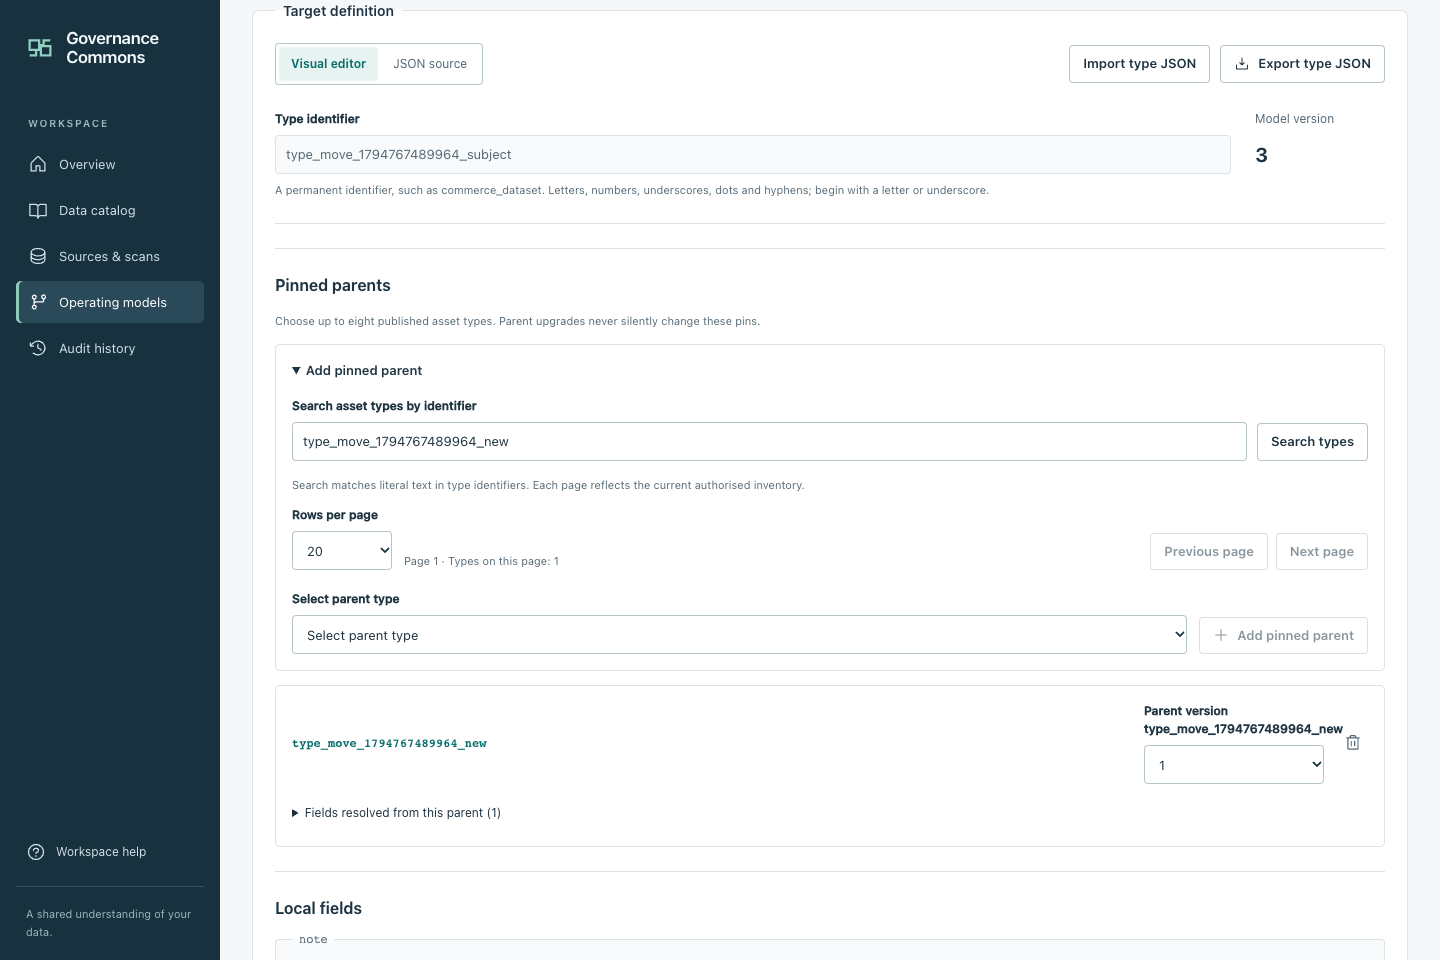 Governance
Commons
WORKSPACE
Overview
Data catalog
Sources & scans
Operating models
Audit history
Workspace help
A shared understanding of your
data.
Target definition
Visual editor
JSON source
Import type JSON
Export type JSON
Type identifier
Model version
type_move_1794767489964_subject
3
A permanent identifier, such as commerce_dataset. Letters, numbers, underscores, dots and hyphens; begin with a letter or underscore.
Pinned parents
Choose up to eight published asset types. Parent upgrades never silently change these pins.
Add pinned parent
Search asset types by identifier
type_move_1794767489964_new
Search types
Search matches literal text in type identifiers. Each page reflects the current authorised inventory.
Rows per page
20
Page 1 · Types on this page: 1
Previous page
Next page
Select parent type
Select parent type
Add pinned parent
type_move_1794767489964_new
Parent version
type_move_1794767489964_new
1
Fields resolved from this parent (1)
Local fields
note